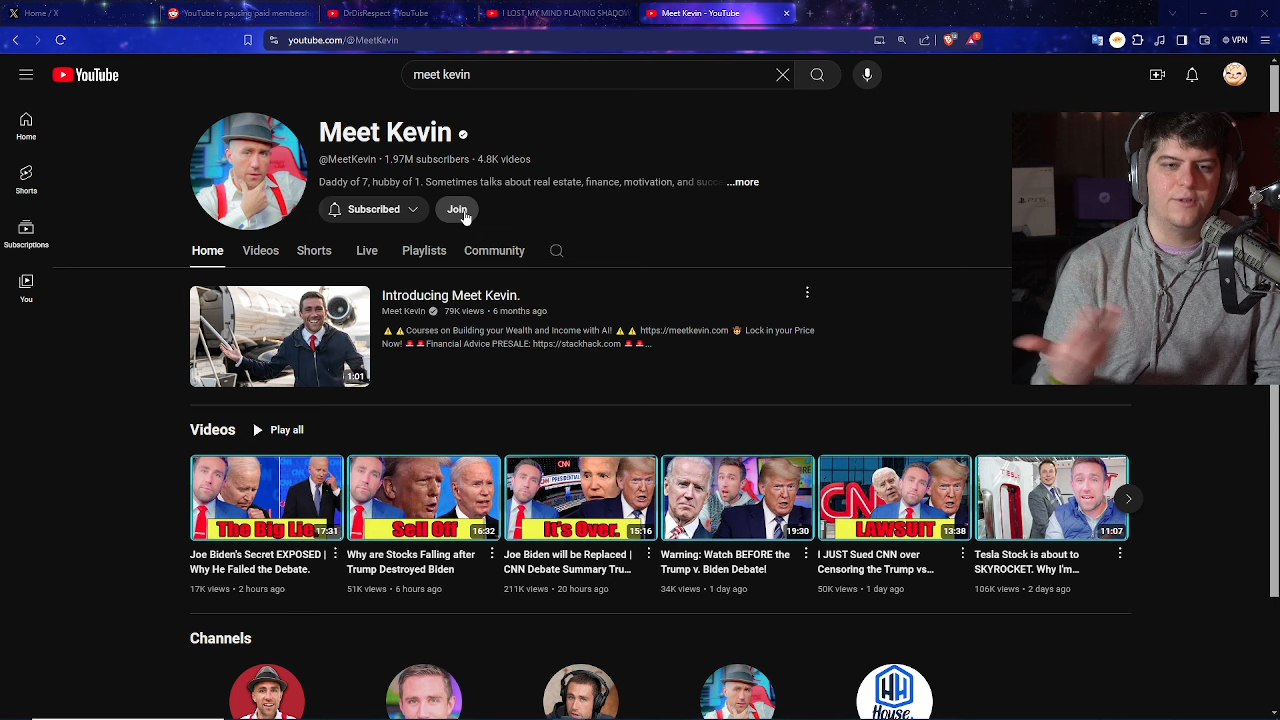 Home / X
"YouTube is pausing paid membersh
DrDisRespect - YouTube
I LOST MY MIND PLAYING SHADOW
Meet Kevin - YouTube
youtube.com/@MeetKevin
VPN
YouTube
meet kevin
Home
Shorts
Subscriptions
You
Meet Kevin
@MeetKevin • 1.97M subscribers • 4.8K videos
Daddy of 7, hubby of 1. Sometimes talks about real estate, finance, motivation, and succ ...more
Subscribed
Join
Home Videos Shorts Live Playlists Community
Introducing Meet Kevin.
Meet Kevin 79K views • 6 months ago
⚠️ ⚠️Courses on Building your Wealth and Income with AI! ⚠️ ⚠️ https://meetkevin.com 🤠 Lock in your Price
Now! 🚨🚨Financial Advice PRESALE: https://stackhack.com 🚨🚨...
1:01
Videos Play all
The Big Lie
17:31
Sell Off
16:32
CNN PRESIDENTIAL
It's Over.
15:16
19:30
CNN
LAWSUIT
13:38
TESLA
11:07
Joe Biden's Secret EXPOSED |
Why He Failed the Debate.
17K views • 2 hours ago
Why are Stocks Falling after
Trump Destroyed Biden
51K views • 6 hours ago
Joe Biden will be Replaced |
CNN Debate Summary Tru...
211K views • 20 hours ago
Warning: Watch BEFORE the
Trump v. Biden Debate!
34K views • 1 day ago
I JUST Sued CNN over
Censoring the Trump vs...
50K views • 1 day ago
Tesla Stock is about to
SKYROCKET. Why I'm...
106K views • 2 days ago
Channels
House.